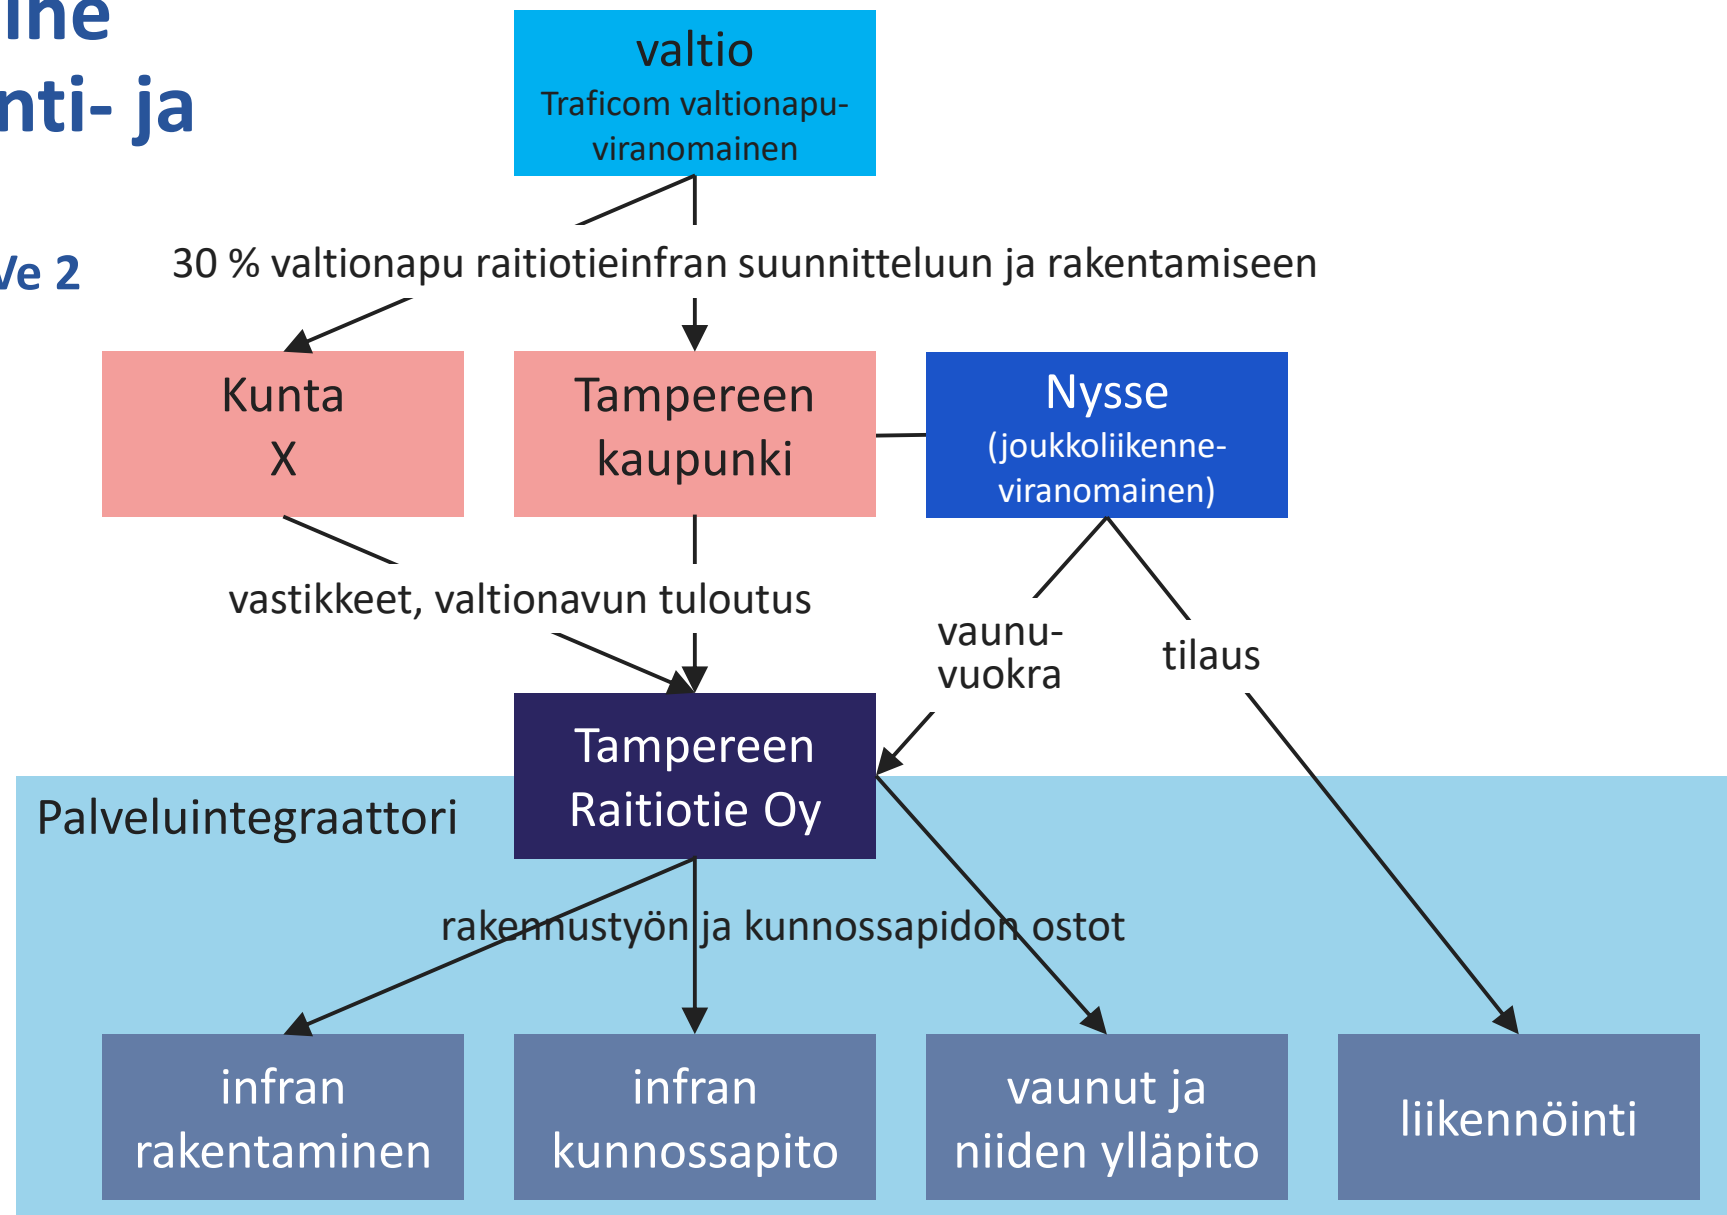 nti- ja
Ve 2
valtio
Traficom valtionapu-
viranomainen
30 % valtionapu raitiotieinfran suunnitteluun ja rakentamiseen
Kunta
X
Tampereen
kaupunki
Nysse
(joukkoliikenne-
viranomainen)
vastikkeet, valtionavun tuloutus
vaunu-
vuokra
tilaus
Tampereen
Raitiotie Oy
Palveluintegraattori
rakennustyön ja kunnossapidon ostot
infran
rakentaminen
infran
kunnossapito
vaunut ja
niiden ylläpito
liikennöinti